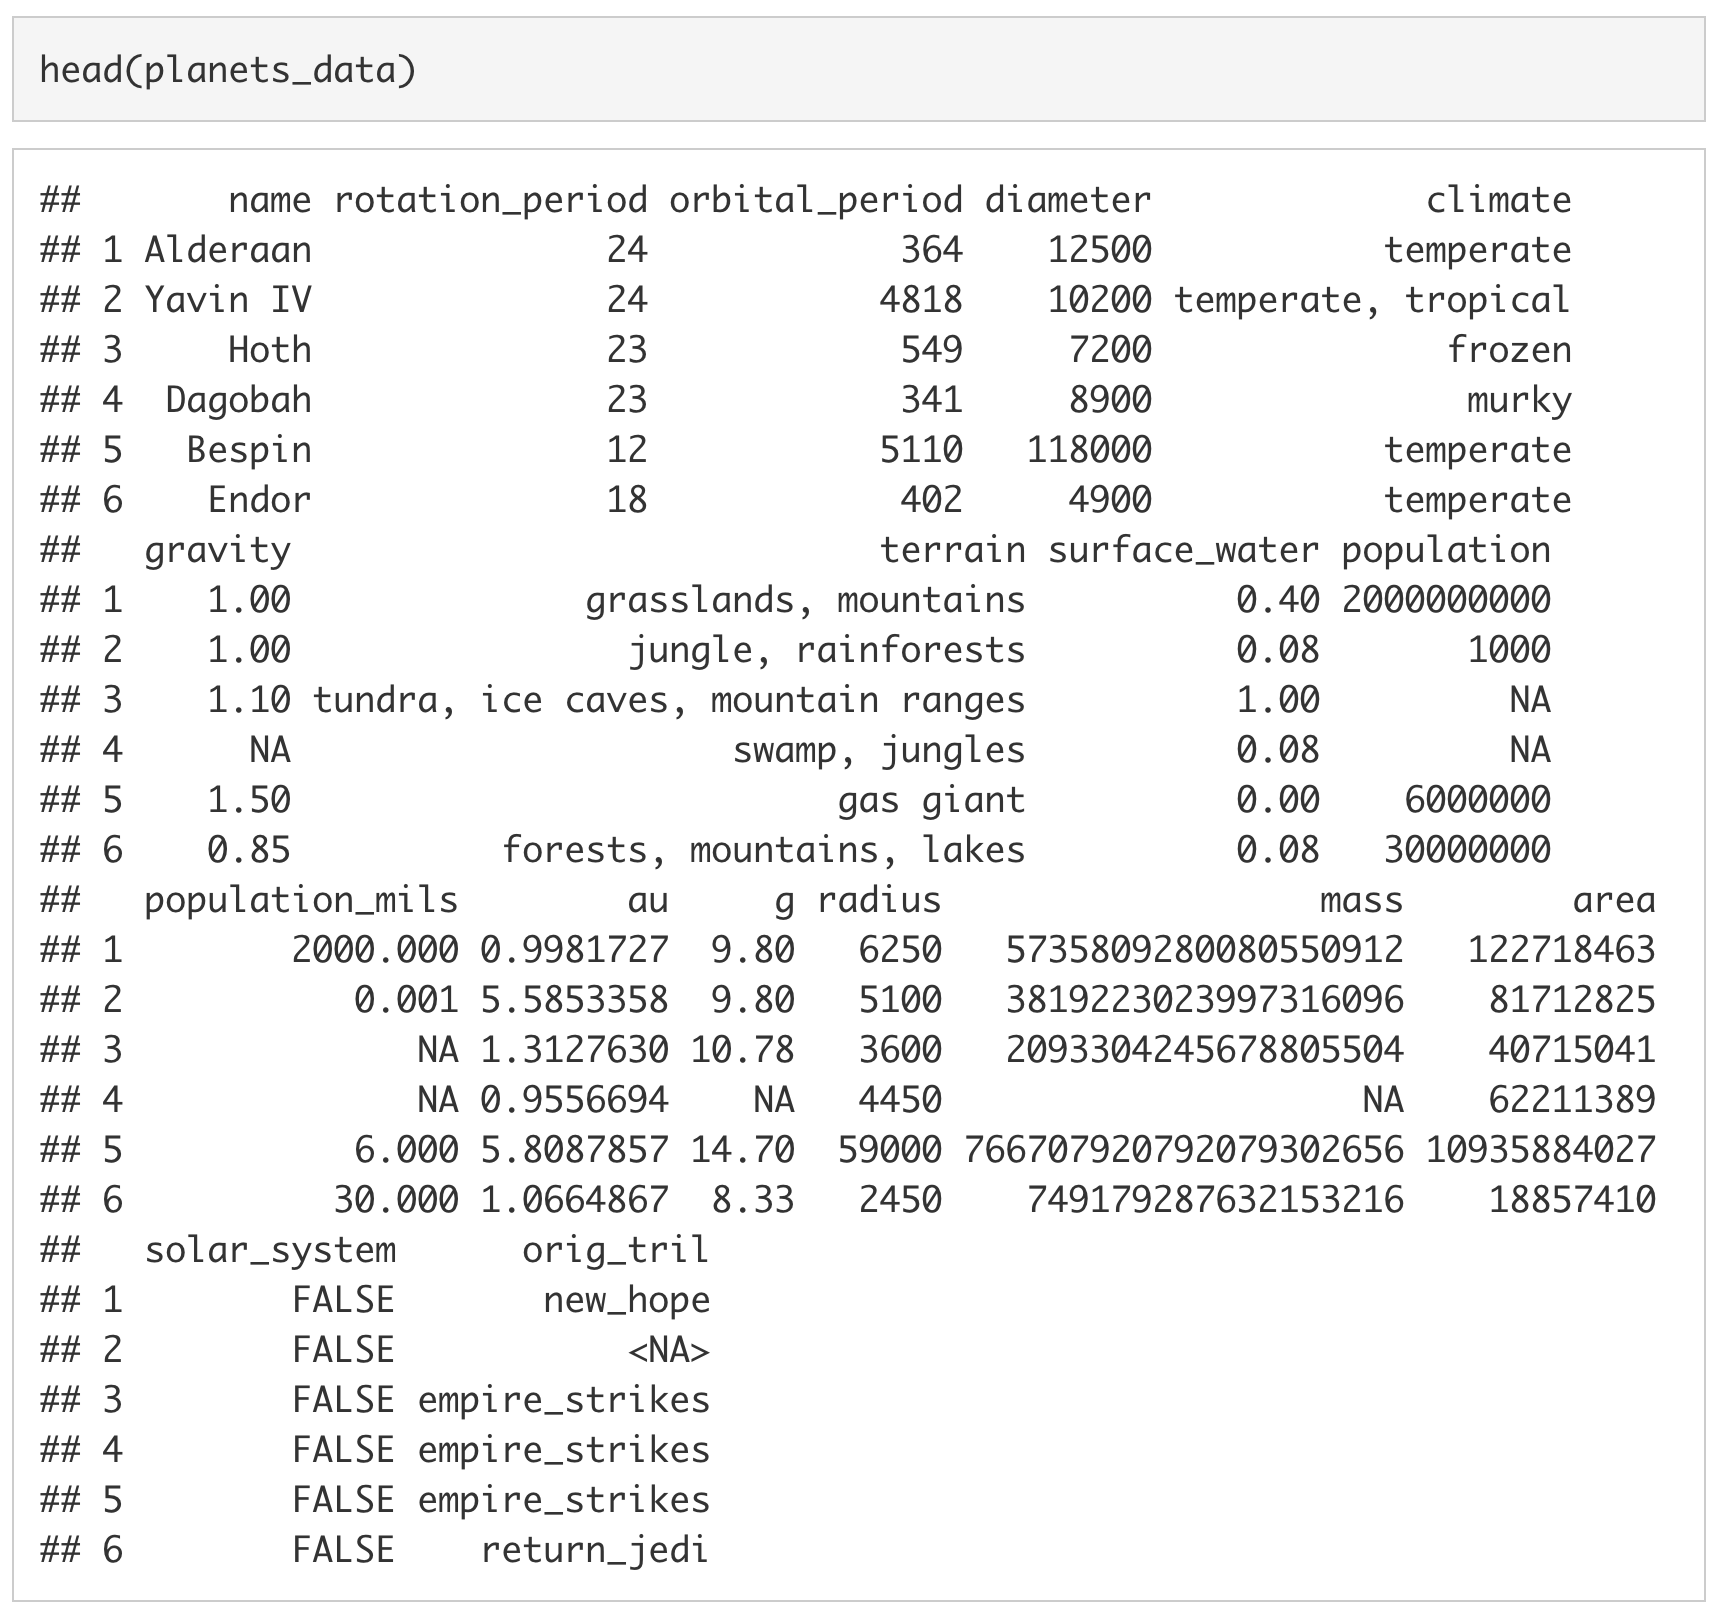 head(planets_data)
##       name rotation_period orbital_period diameter             climate
## 1 Alderaan              24            364    12500           temperate
## 2 Yavin IV              24           4818    10200 temperate, tropical
## 3     Hoth              23            549     7200              frozen
## 4  Dagobah              23            341     8900               murky
## 5   Bespin              12           5110   118000           temperate
## 6    Endor              18            402     4900           temperate
##   gravity                            terrain surface_water population
## 1    1.00              grasslands, mountains          0.40 2000000000
## 2    1.00                jungle, rainforests          0.08       1000
## 3    1.10 tundra, ice caves, mountain ranges          1.00         NA
## 4      NA                     swamp, jungles          0.08         NA
## 5    1.50                          gas giant          0.00    6000000
## 6    0.85          forests, mountains, lakes          0.08   30000000
##   population_mils        au     g radius                  mass        area
## 1        2000.000 0.9981727  9.80   6250   5735809280080550912   122718463
## 2           0.001 5.5853358  9.80   5100   3819223023997316096    81712825
## 3              NA 1.3127630 10.78   3600   2093304245678805504    40715041
## 4              NA 0.9556694    NA   4450                    NA    62211389
## 5           6.000 5.8087857 14.70  59000 766707920792079302656 10935884027
## 6          30.000 1.0664867  8.33   2450    749179287632153216    18857410
##   solar_system      orig_tril
## 1        FALSE       new_hope
## 2        FALSE           <NA>
## 3        FALSE empire_strikes
## 4        FALSE empire_strikes
## 5        FALSE empire_strikes
## 6        FALSE    return_jedi